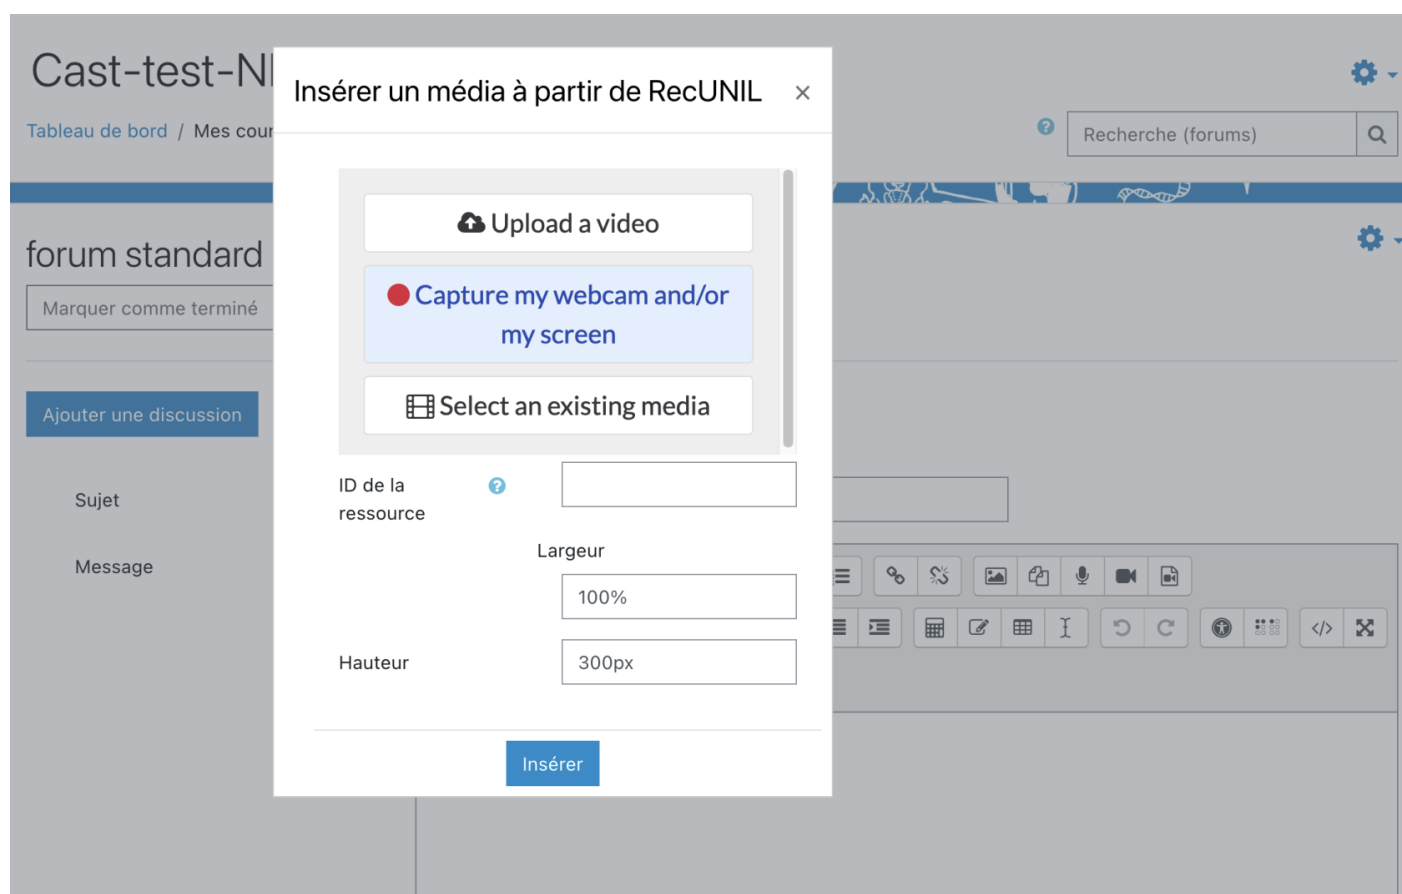 Cast-test-N
Insérer un média à partir de RecUNIL ×
Tableau de bord / Mes cour
Recherche (forums)
Upload a video
forum standard
Capture my webcam and/or
my screen
Marquer comme terminé
Select an existing media
Ajouter une discussion
ID de la
ressource
Sujet
Largeur
Message
100%
Hauteur
300px
Insérer